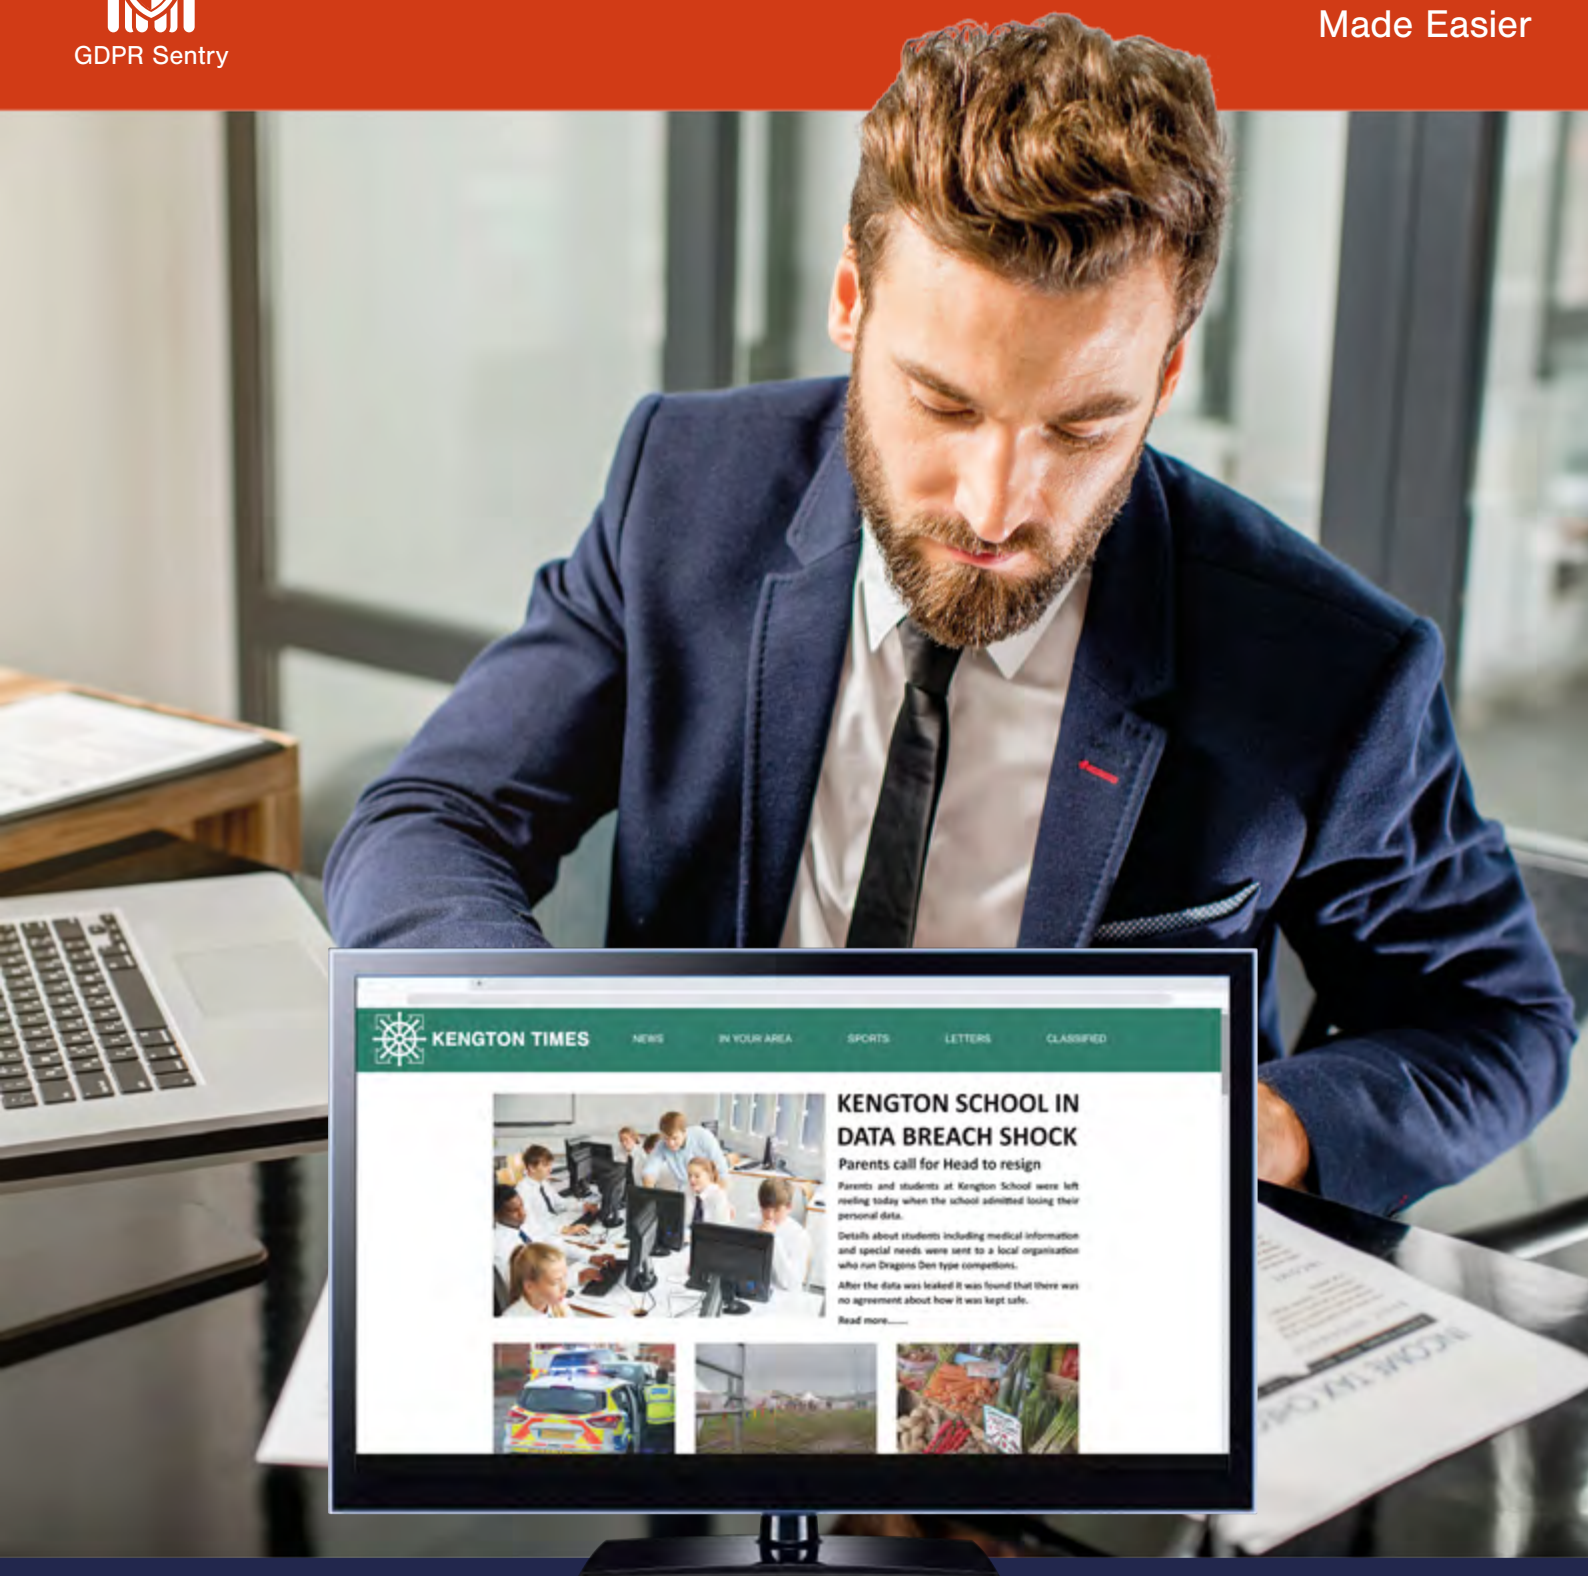 GDPR Sentry
Made Easier
KENGTON TIMES
NEWS
IN YOUR AREA
SPORTS
LETTERS
CLASSIFIED
KENGTON SCHOOL IN
DATA BREACH SHOCK
Parents call for Head to resign
Parents and students at Kengton School were left
reeling today when the school admitted losing their
personal data.
Details about students including medical information
and special needs were sent to a local organisation
who run Dragons Den type competions.
After the data was leaked it was found that there was
no agreement about how it was kept safe.
Read more.......
INCOME TAX